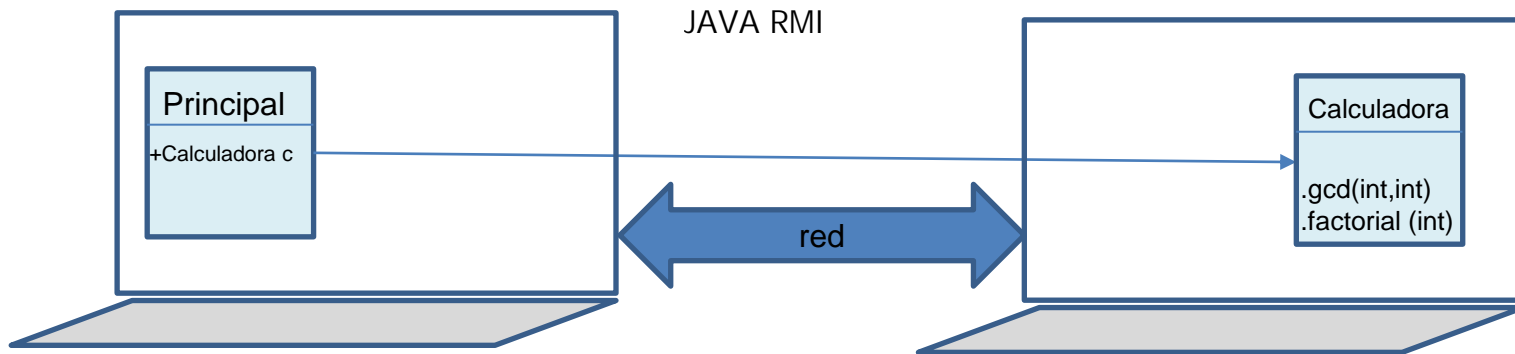 JAVA RMI
Principal
+Calculadora c
red
Calculadora
.gcd(int,int)
.factorial (int)